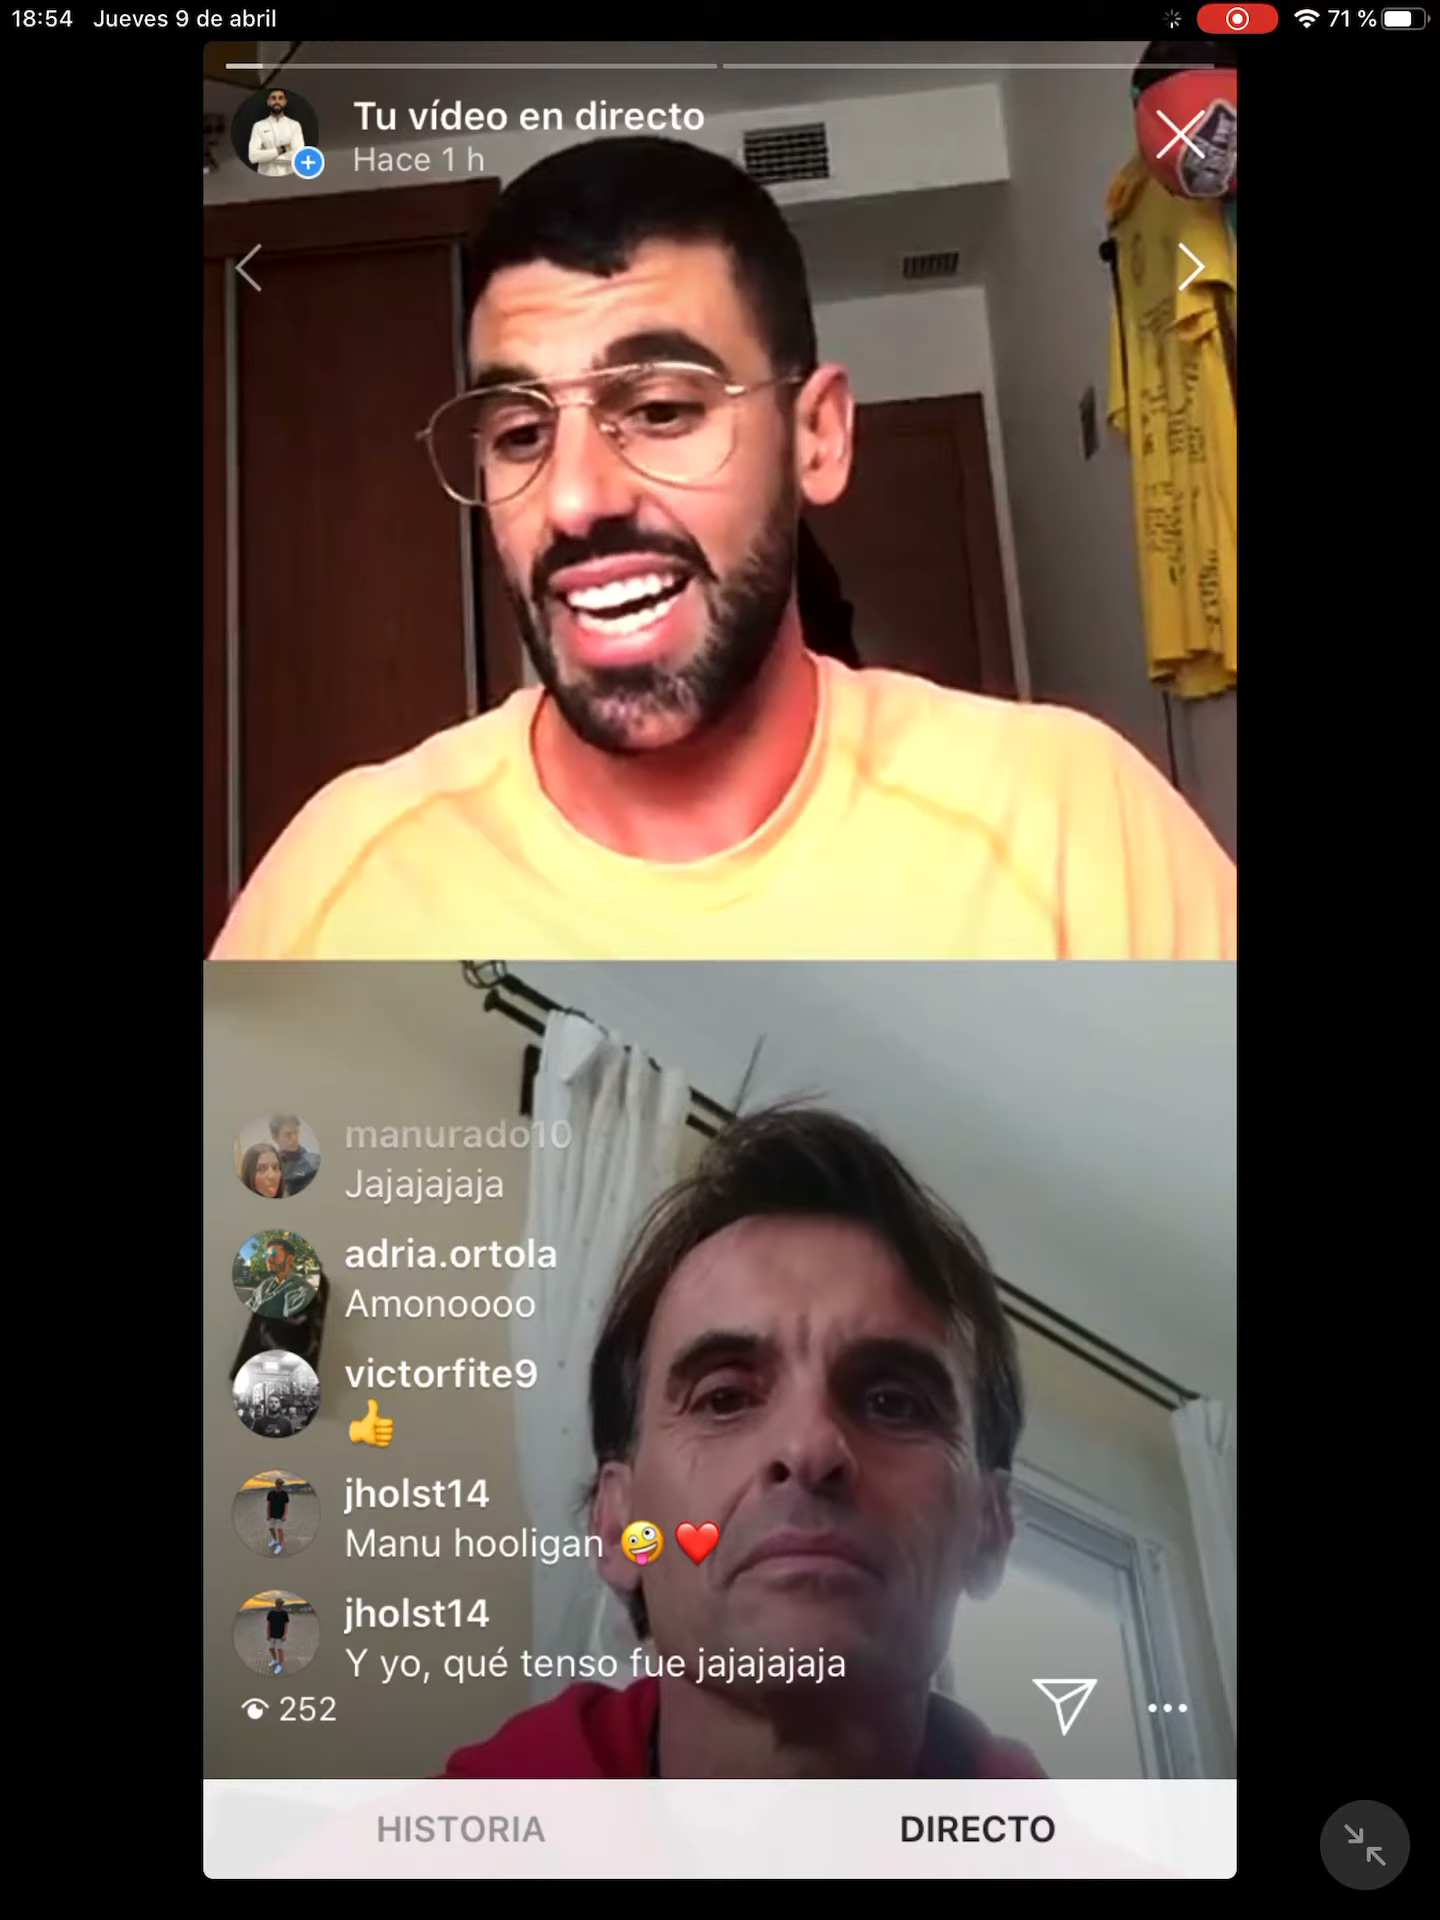 18:54 Jueves 9 de abril
71 %
Tu vídeo en directo
Hace 1 h
manurado10
Jajajajaja
adria.ortola
Amonoooo
victorfite9
👍
jholst14
Manu hooligan 🤪 ❤️
jholst14
Y yo, qué tenso fue jajajajaja
252
HISTORIA
DIRECTO